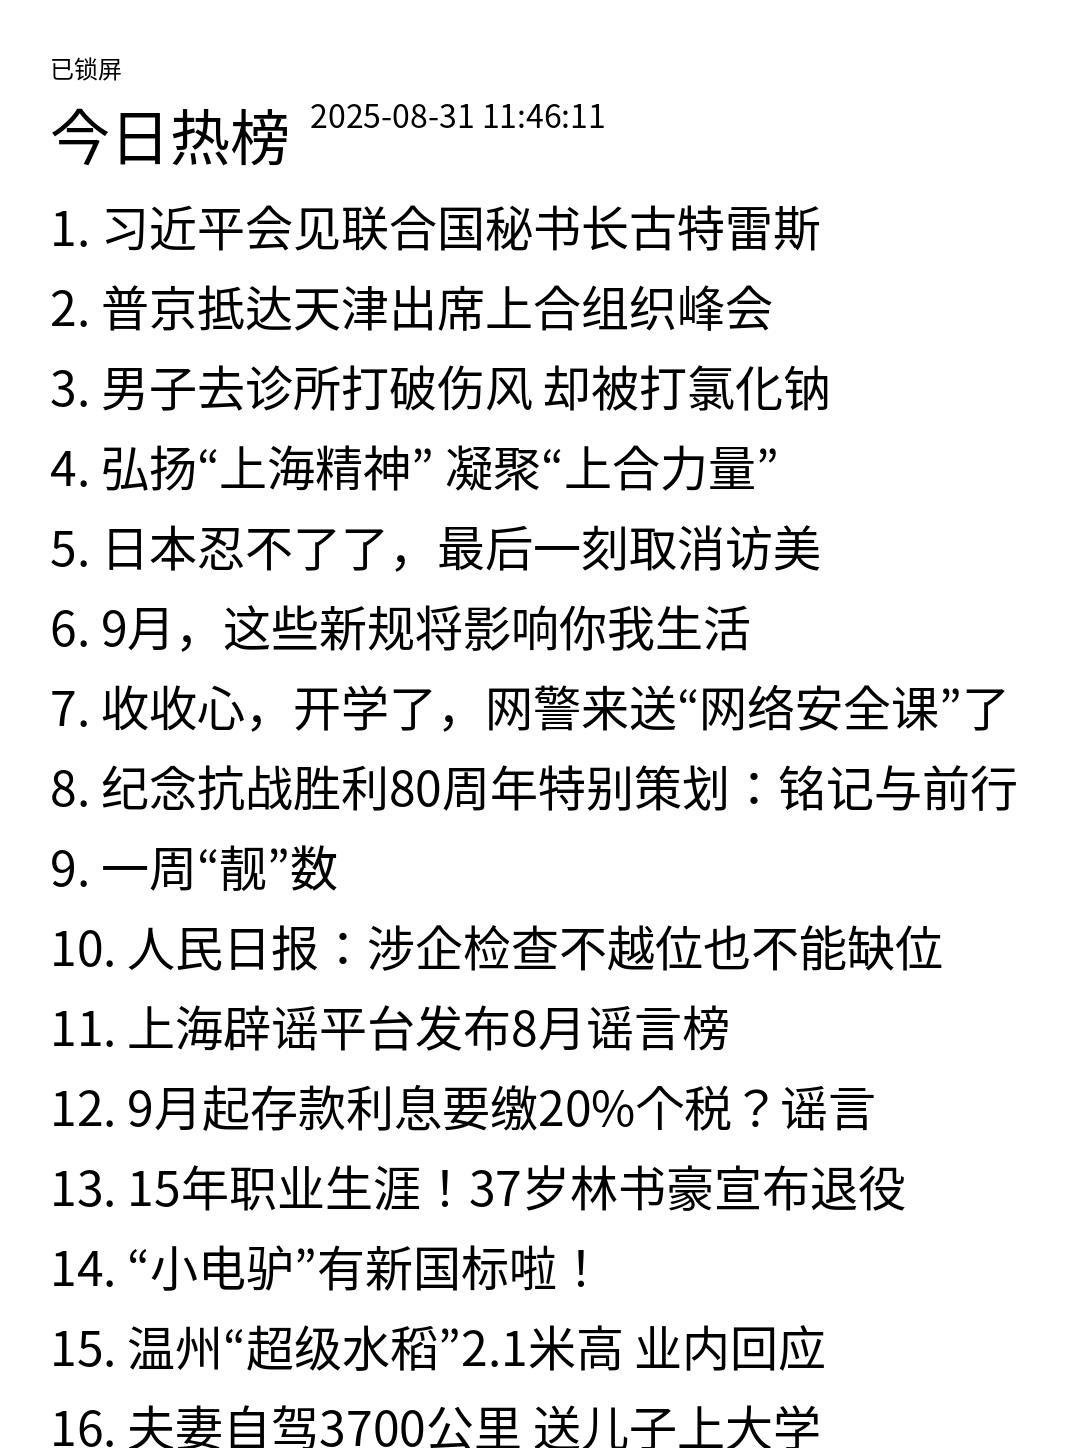 已锁屏
今日热榜 2025-08-31 11:46:11
1. 习近平会见联合国秘书长古特雷斯
2. 普京抵达天津出席上合组织峰会
3. 男子去诊所打破伤风 却被打氯化钠
4. 弘扬“上海精神” 凝聚“上合力量”
5. 日本忍不了了，最后一刻取消访美
6. 9月，这些新规将影响你我生活
7. 收收心，开学了，网警来送“网络安全课”了
8. 纪念抗战胜利80周年特别策划：铭记与前行
9. 一周“靓”数
10. 人民日报：涉企检查不越位也不能缺位
11. 上海辟谣平台发布8月谣言榜
12. 9月起存款利息要缴20%个税？谣言
13. 15年职业生涯！37岁林书豪宣布退役
14. “小电驴”有新国标啦！
15. 温州“超级水稻”2.1米高 业内回应
16. 夫妻自驾3700公里 送儿子上大学